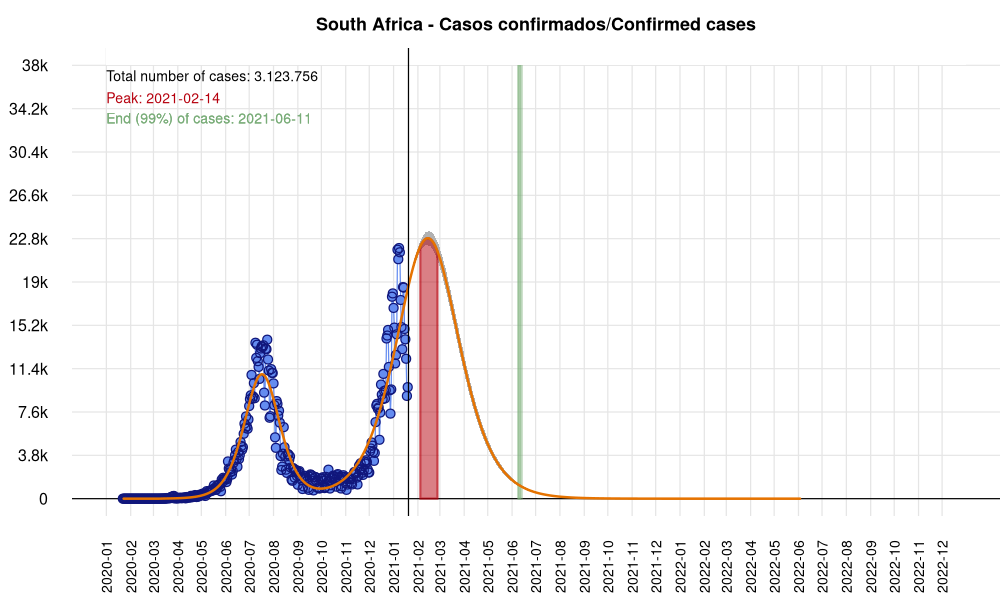 South Africa - Casos confirmados/Confirmed cases
Total number of cases: 3.123.756
Peak: 2021-02-14
End (99%) of cases: 2021-06-11
38k
34.2k
30.4k
26.6k
22.8k
19k
15.2k
11.4k
7.6k
3.8k
0
2020-01
2020-02
2020-03
2020-04
2020-05
2020-06
2020-07
2020-08
2020-09
2020-10
2020-11
2020-12
2021-01
2021-02
2021-03
2021-04
2021-05
2021-06
2021-07
2021-08
2021-09
2021-10
2021-11
2021-12
2022-01
2022-02
2022-03
2022-04
2022-05
2022-06
2022-07
2022-08
2022-09
2022-10
2022-11
2022-12